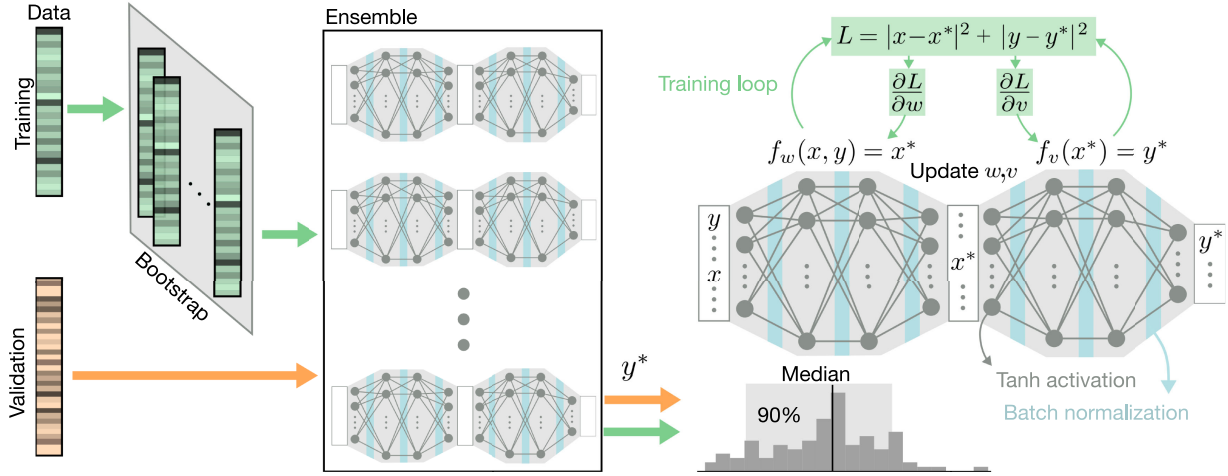 Data
Training
Bootstrap
Validation
Ensemble
y*
L = |x−x*|² + |y−y*|²
Training loop
∂L
∂w
∂L
∂v
f_w(x, y) = x*
f_v(x*) = y*
Update w,v
y
x
x*
y*
Tanh activation
Batch normalization
Median
90%